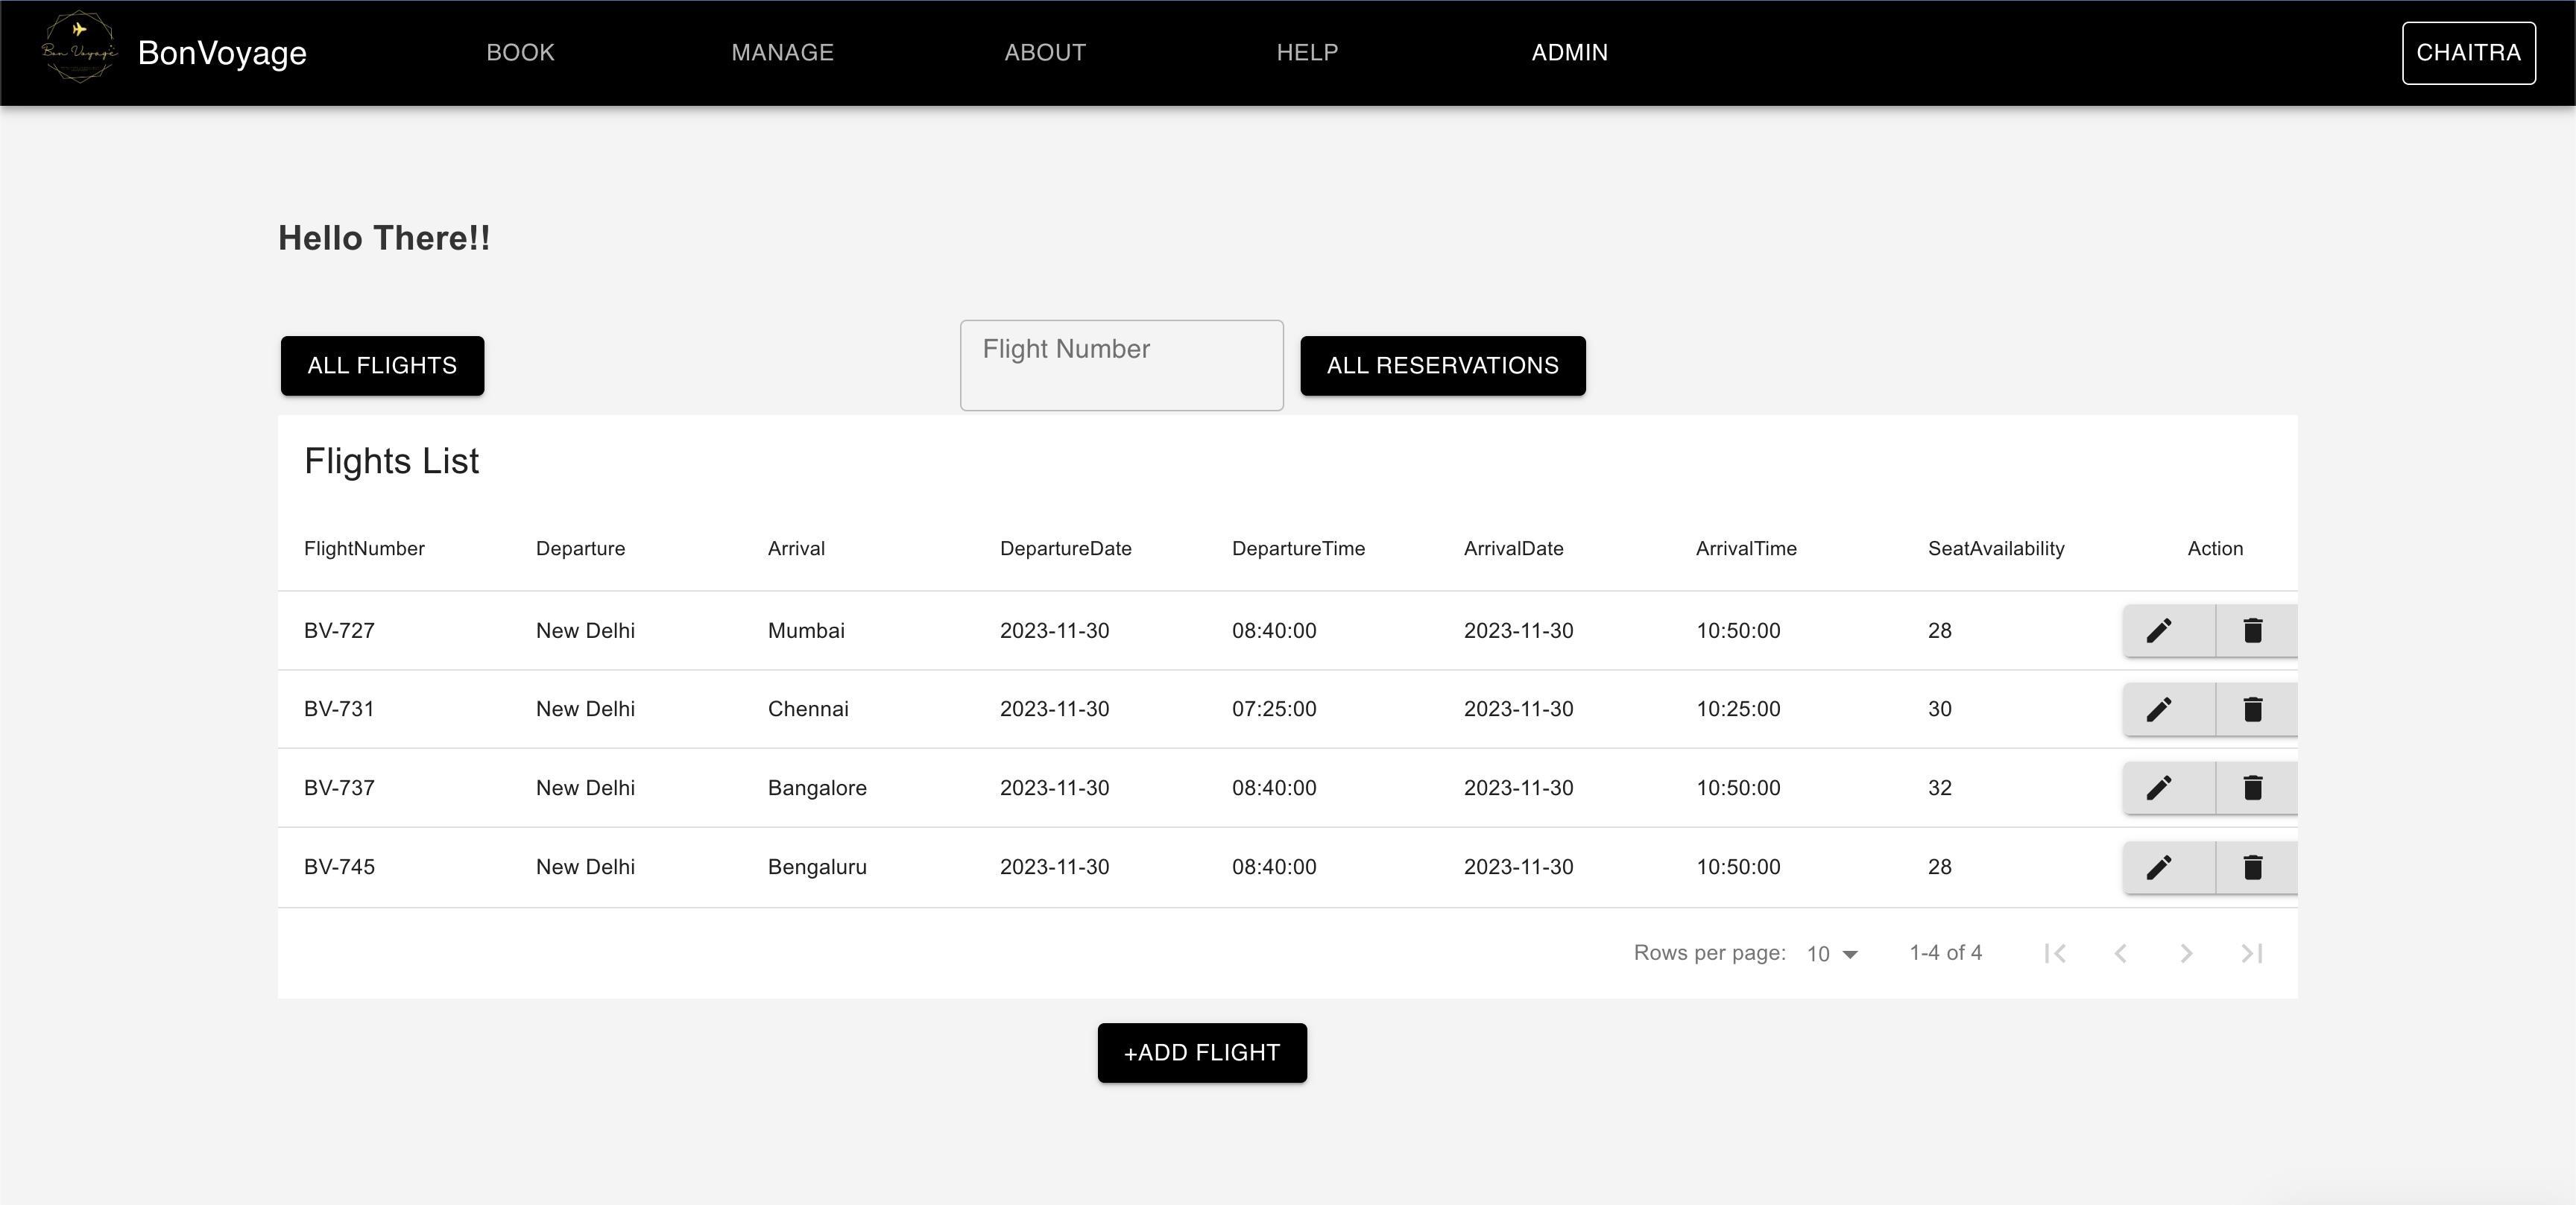 Bon Voyage
BonVoyage BOOK MANAGE ABOUT HELP ADMIN CHAITRA
Hello There!!
ALL FLIGHTS Flight Number ALL RESERVATIONS
Flights List
FlightNumber Departure Arrival DepartureDate DepartureTime ArrivalDate ArrivalTime SeatAvailability Action
BV-727 New Delhi Mumbai 2023-11-30 08:40:00 2023-11-30 10:50:00 28
BV-731 New Delhi Chennai 2023-11-30 07:25:00 2023-11-30 10:25:00 30
BV-737 New Delhi Bangalore 2023-11-30 08:40:00 2023-11-30 10:50:00 32
BV-745 New Delhi Bengaluru 2023-11-30 08:40:00 2023-11-30 10:50:00 28
Rows per page: 10 1-4 of 4
+ADD FLIGHT